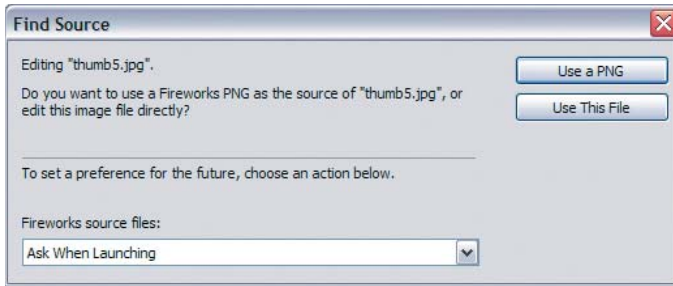 Find Source
Editing "thumb5.jpg".
Use a PNG
Do you want to use a Fireworks PNG as the source of "thumb5.jpg", or
edit this image file directly?
Use This File
To set a preference for the future, choose an action below.
Fireworks source files:
Ask When Launching